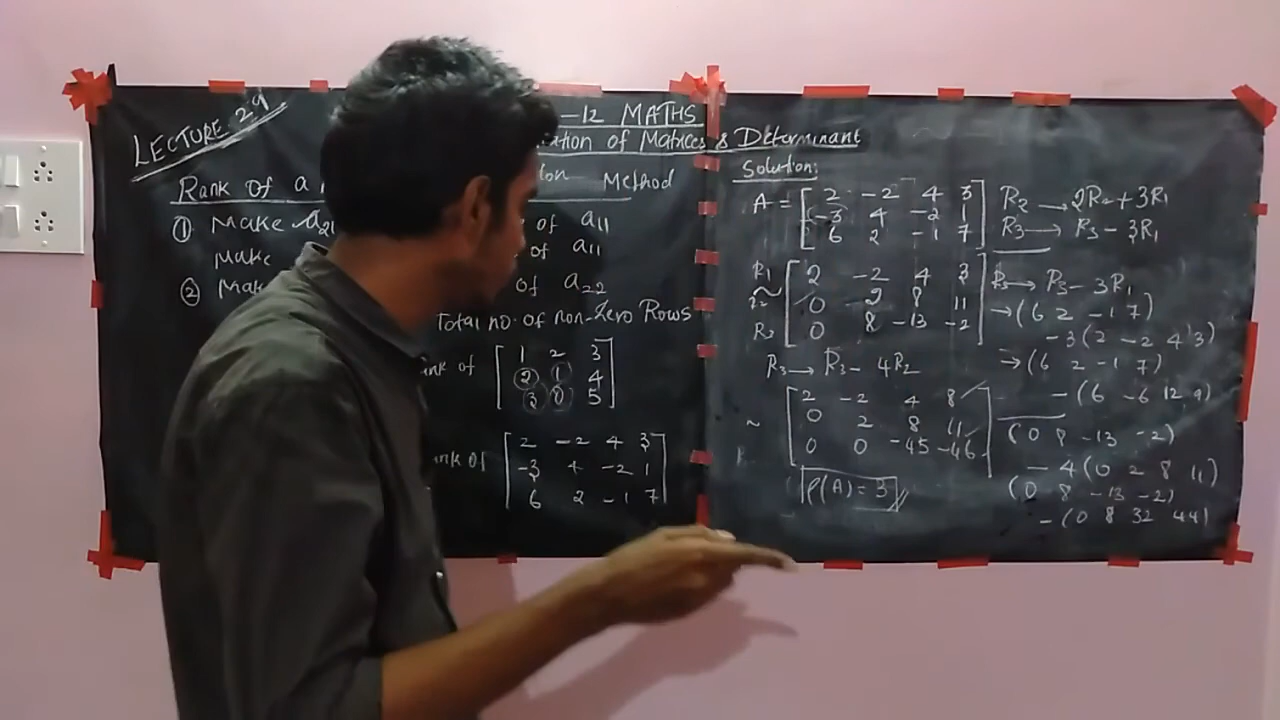 LECTURE 29
-12 MATHS
ation of Matrices & Determinant
Rank of a
ion Method
① Make a21
of a11
Make
of a11
②
of a22
Total no. of non-Zero Rows
ank of [1 2 3
2 1 4
3 0 5]
ank of [2 -2 4 3
-3 4 -2 1
6 2 -1 7]
Solution:
A = [2 -2 4 3
-3 4 -2 1
6 2 -1 7]
R2 → 2R2 + 3R1
R3 → R3 - 3R1
R1 [2 -2 4 3
~ R2 0 2 8 11
R3 0 8 -13 -2]
R3 → R3 - 4R2
~ [2 -2 4 8
0 2 8 11
0 0 -45 -46]
ρ(A) = 3
R3 → R3 - 3R1
→ (6 2 -1 7)
-3(2 -2 4 3)
→ (6 2 -1 7)
- (6 -6 12 9)
(0 8 -13 -2)
- 4(0 2 8 11)
(0 8 -13 -2)
- (0 8 32 44)